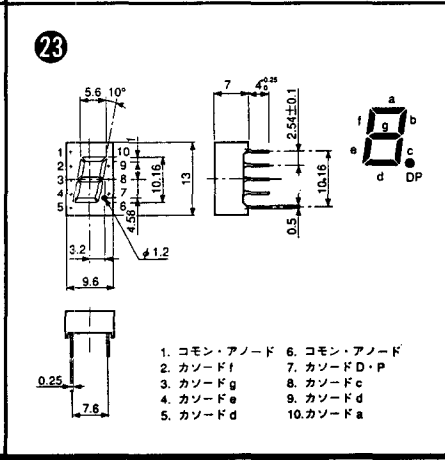 23
5.6 10°
7 4 0.25 0
2.54±0.1
1
1 10
2 9
3 8
4 7
5 6
10.16
13
4.58
10.16
0.5
3.2
φ1.2
9.6
a
f g b
e c
d DP
0.25
7.6
1. コモン・アノード 6. コモン・アノード
2. カソードf 7. カソードD・P
3. カソードg 8. カソードc
4. カソードe 9. カソードd
5. カソードd 10.カソードa